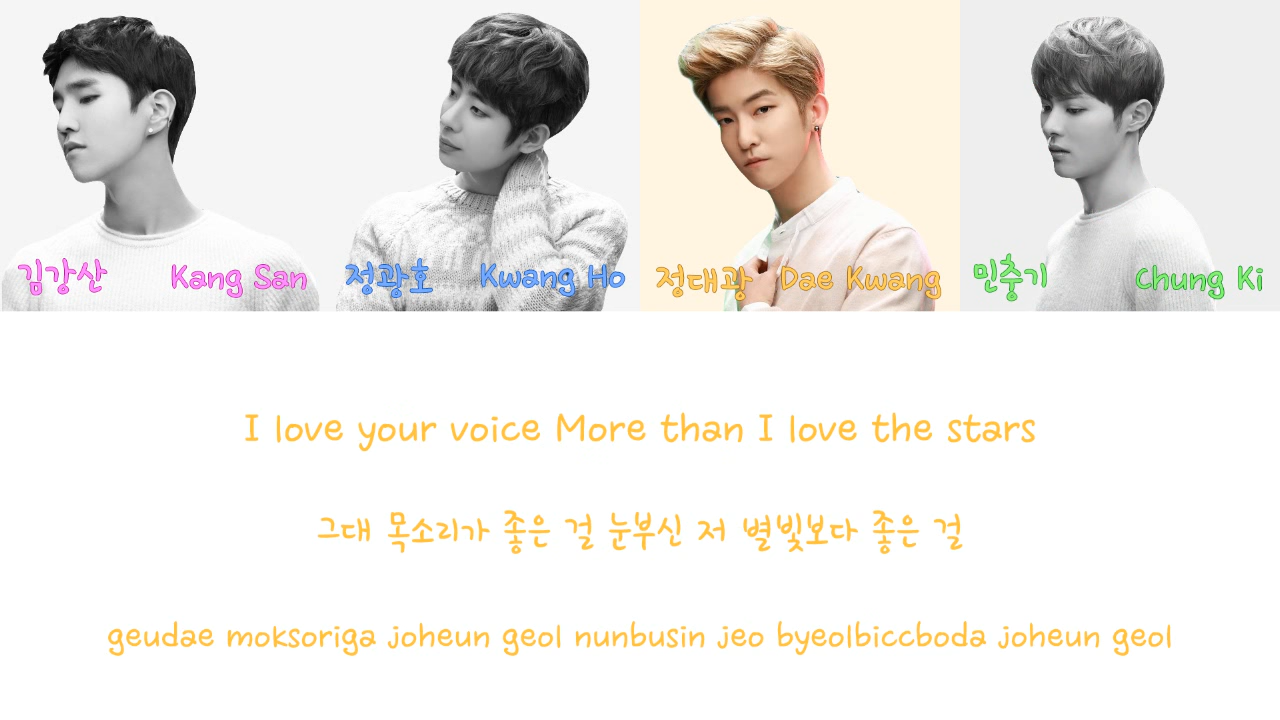 김강산 Kang San 정광호 Kwang Ho 정대광 Dae Kwang 민충기 Chung Ki
I love your voice More than I love the stars
그대 목소리가 좋은 걸 눈부신 저 별빛보다 좋은 걸
geudae moksoriga joheun geol nunbusin jeo byeolbiccboda joheun geol